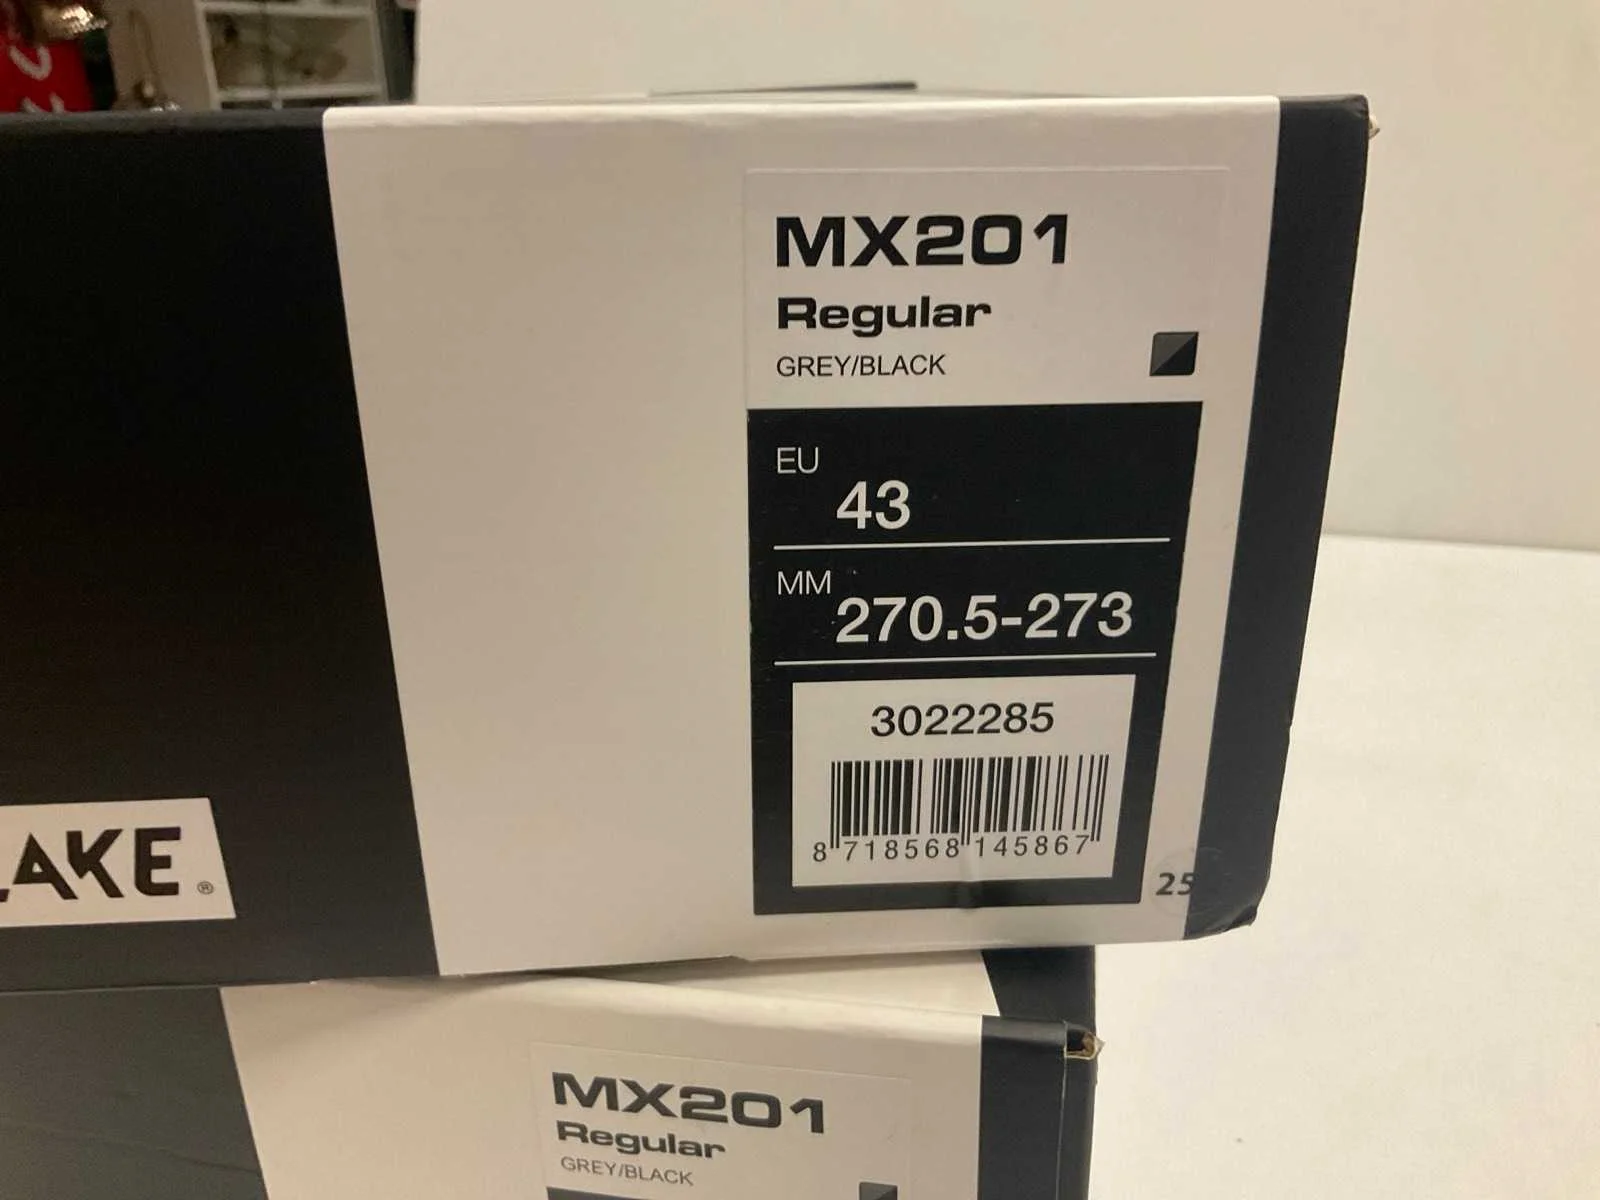 MX201
Regular
GREY/BLACK
EU
43
MM
270.5-273
3022285
8 718568 145867
25
LAKE®
MX201
Regular
GREY/BLACK